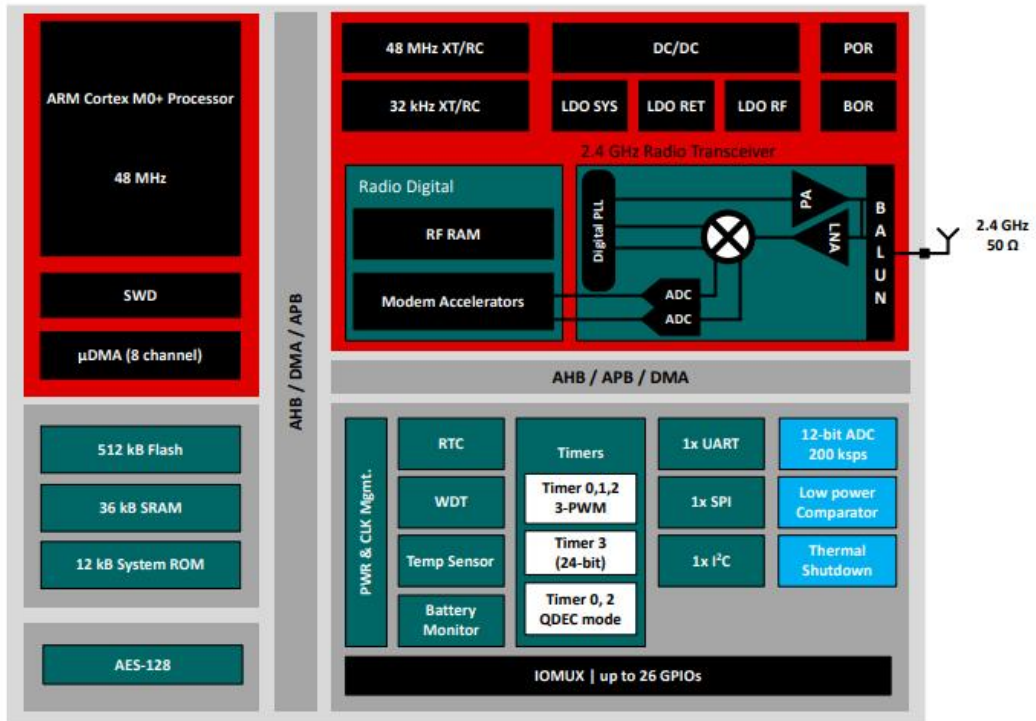 ARM Cortex M0+ Processor
48 MHz
SWD
µDMA (8 channel)
512 kB Flash
36 kB SRAM
12 kB System ROM
AES-128
AHB / DMA / APB
48 MHz XT/RC
DC/DC
POR
32 kHz XT/RC
LDO SYS
LDO RET
LDO RF
BOR
2.4 GHz Radio Transceiver
Radio Digital
RF RAM
Modem Accelerators
Digital PLL
ADC
ADC
PA
LNA
BALUN
2.4 GHz
50 Ω
AHB / APB / DMA
PWR & CLK Mgmt.
RTC
WDT
Temp Sensor
Battery
Monitor
Timers
Timer 0,1,2
3-PWM
Timer 3
(24-bit)
Timer 0, 2
QDEC mode
1x UART
1x SPI
1x I²C
12-bit ADC
200 ksps
Low power
Comparator
Thermal
Shutdown
IOMUX | up to 26 GPIOs